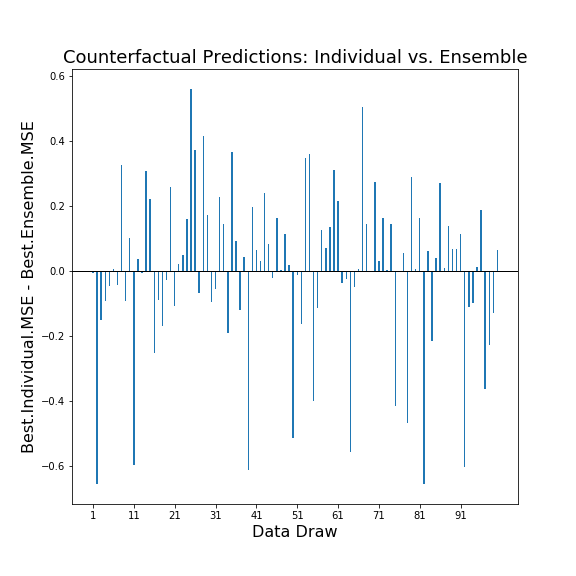 Counterfactual Predictions: Individual vs. Ensemble
0.6
0.4
0.2
0.0
−0.2
−0.4
−0.6
Best.Individual.MSE - Best.Ensemble.MSE
1 11 21 31 41 51 61 71 81 91
Data Draw